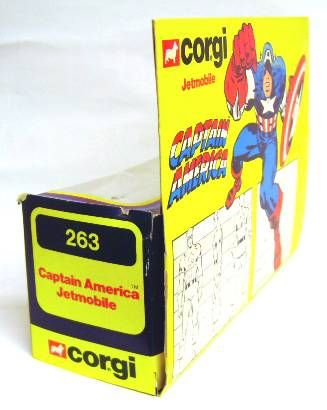 corgi
Jetmobile
CAPTAIN
AMERICA
263
Captain America TM
Jetmobile
corgi